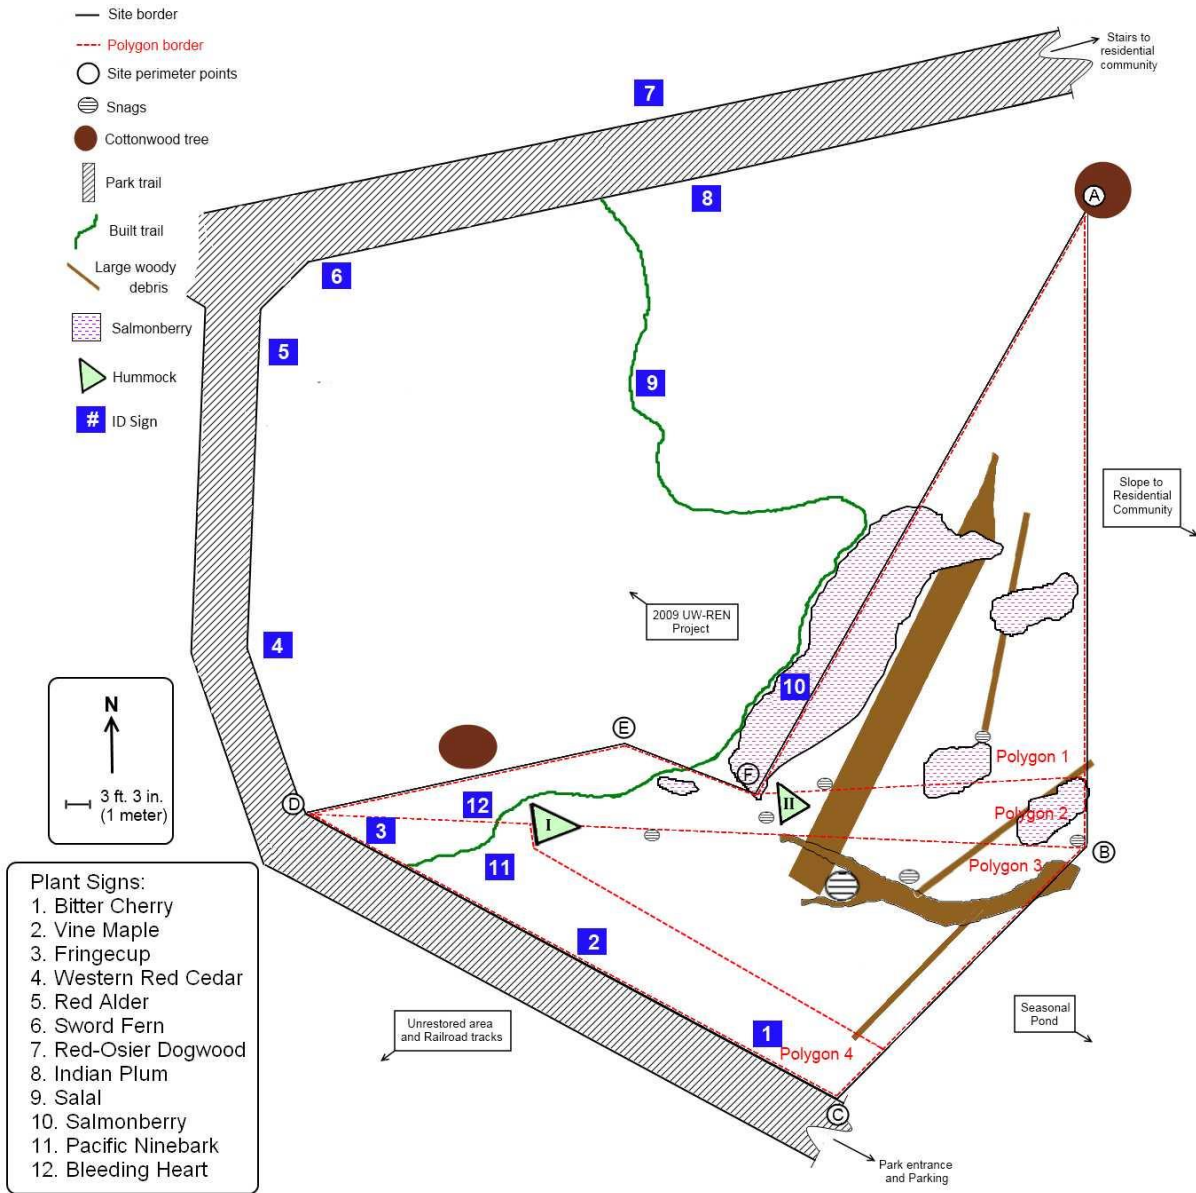 Site border
Polygon border
Site perimeter points
Snags
Cottonwood tree
Park trail
Built trail
Large woody
debris
Salmonberry
Hummock
# ID Sign
Stairs to
residential
community
7
8
A
6
5
9
Slope to
Residential
Community
2009 UW-REN
Project
4
10
N
3 ft. 3 in.
(1 meter)
E
F
D
Polygon 1
II
12
Polygon 2
3
I
B
11
Polygon 3
2
1
Polygon 4
C
Unrestored area
and Railroad tracks
Seasonal
Pond
Park entrance
and Parking
Plant Signs:
1. Bitter Cherry
2. Vine Maple
3. Fringecup
4. Western Red Cedar
5. Red Alder
6. Sword Fern
7. Red-Osier Dogwood
8. Indian Plum
9. Salal
10. Salmonberry
11. Pacific Ninebark
12. Bleeding Heart